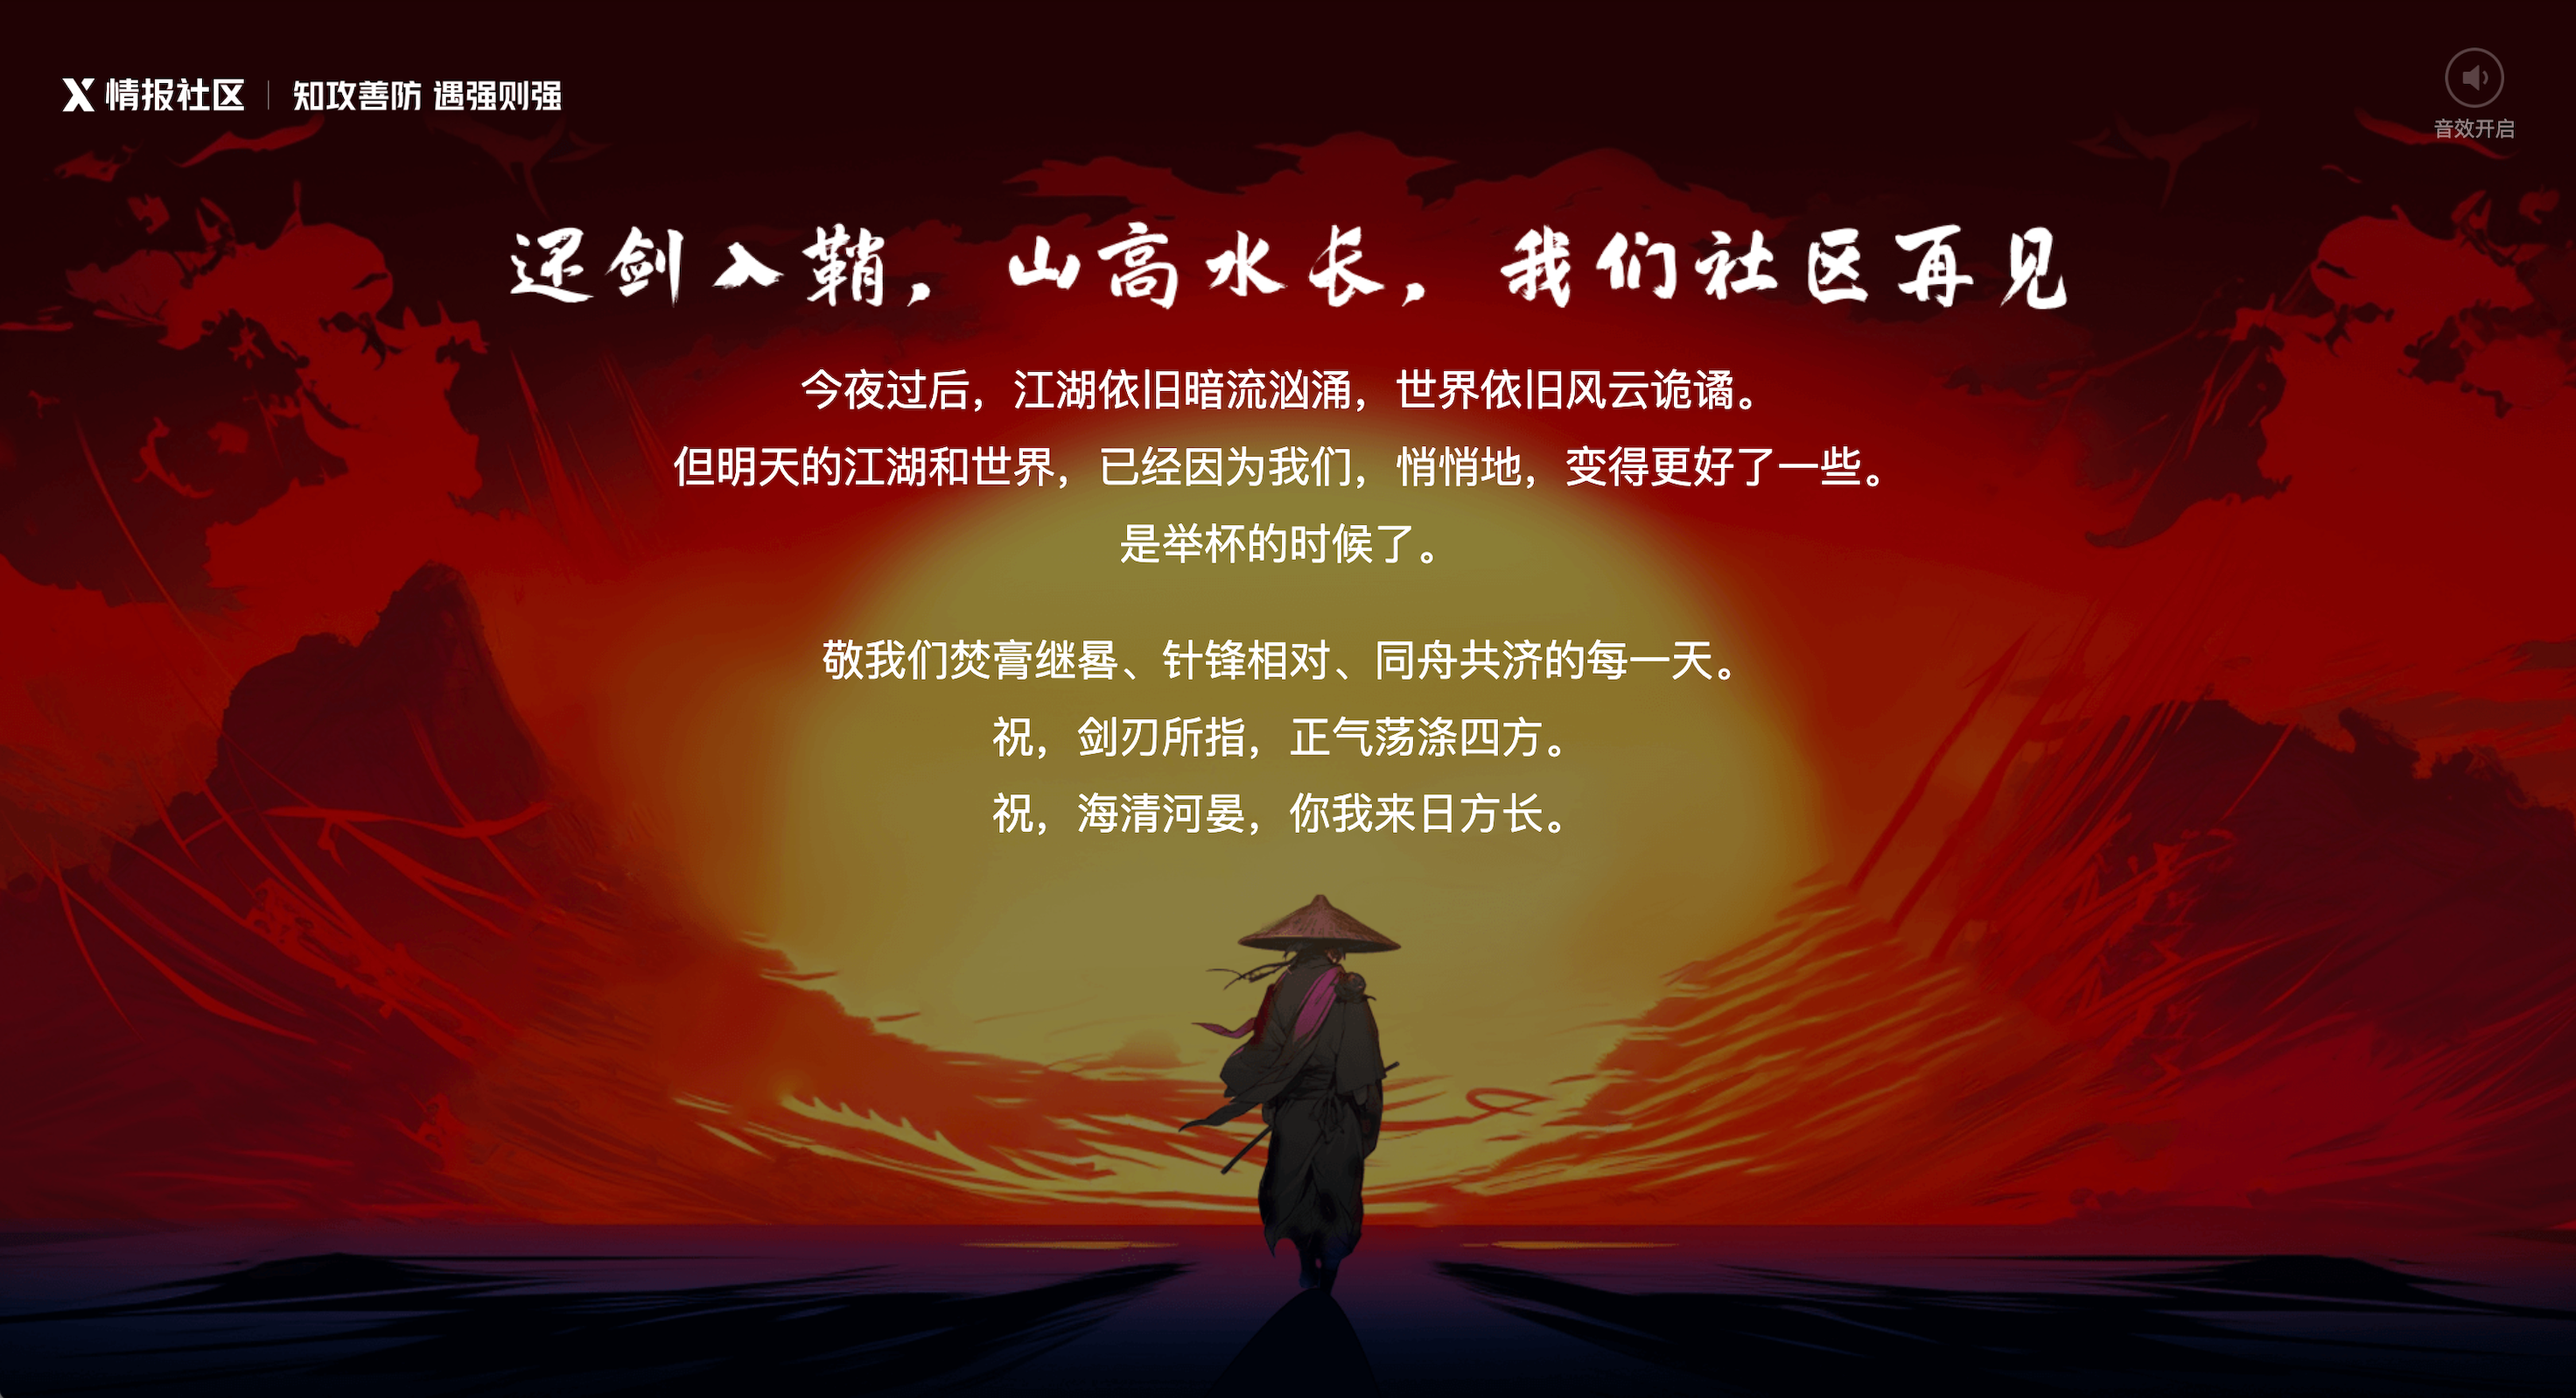 X 情报社区 | 知攻善防 遇强则强
音效开启
还剑入鞘，山高水长，我们社区再见
今夜过后，江湖依旧暗流汹涌，世界依旧风云诡谲。
但明天的江湖和世界，已经因为我们，悄悄地，变得更好了一些。
是举杯的时候了。
敬我们焚膏继晷、针锋相对、同舟共济的每一天。
祝，剑刃所指，正气荡涤四方。
祝，海清河晏，你我来日方长。